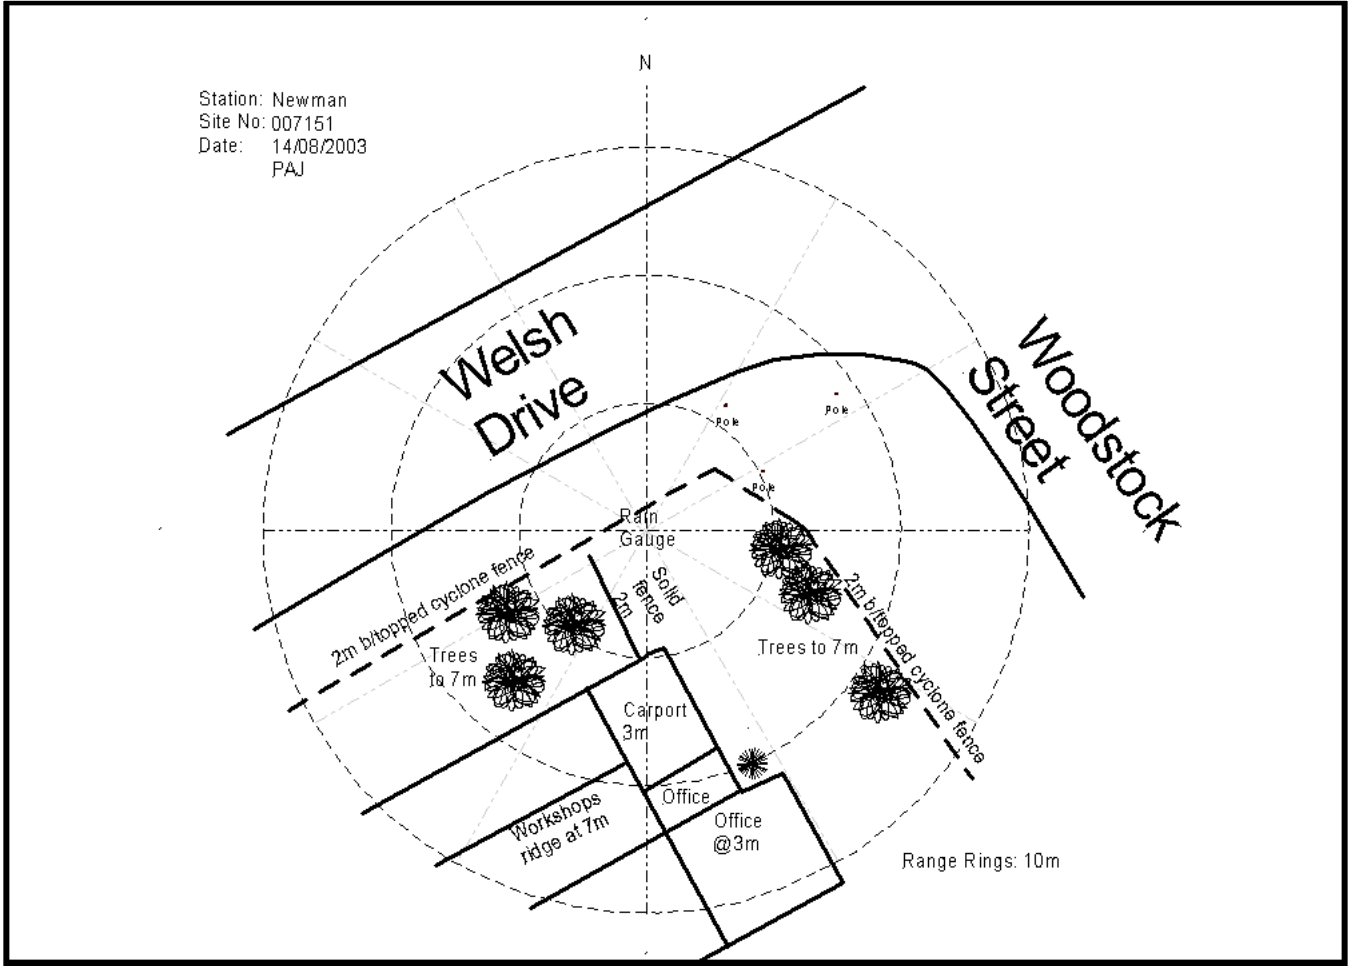 N
Station: Newman
Site No: 007151
Date: 14/08/2003
PAJ
Welsh
Drive
Woodstock
Street
Pole
Pole
Pole
Rain
Gauge
2m b/topped cyclone fence
Solid
fence
2m
2m b/topped cyclone fence
Trees
to 7m
Trees to 7m
Carport
3m
Office
Workshops
ridge at 7m
Office
@3m
Range Rings: 10m